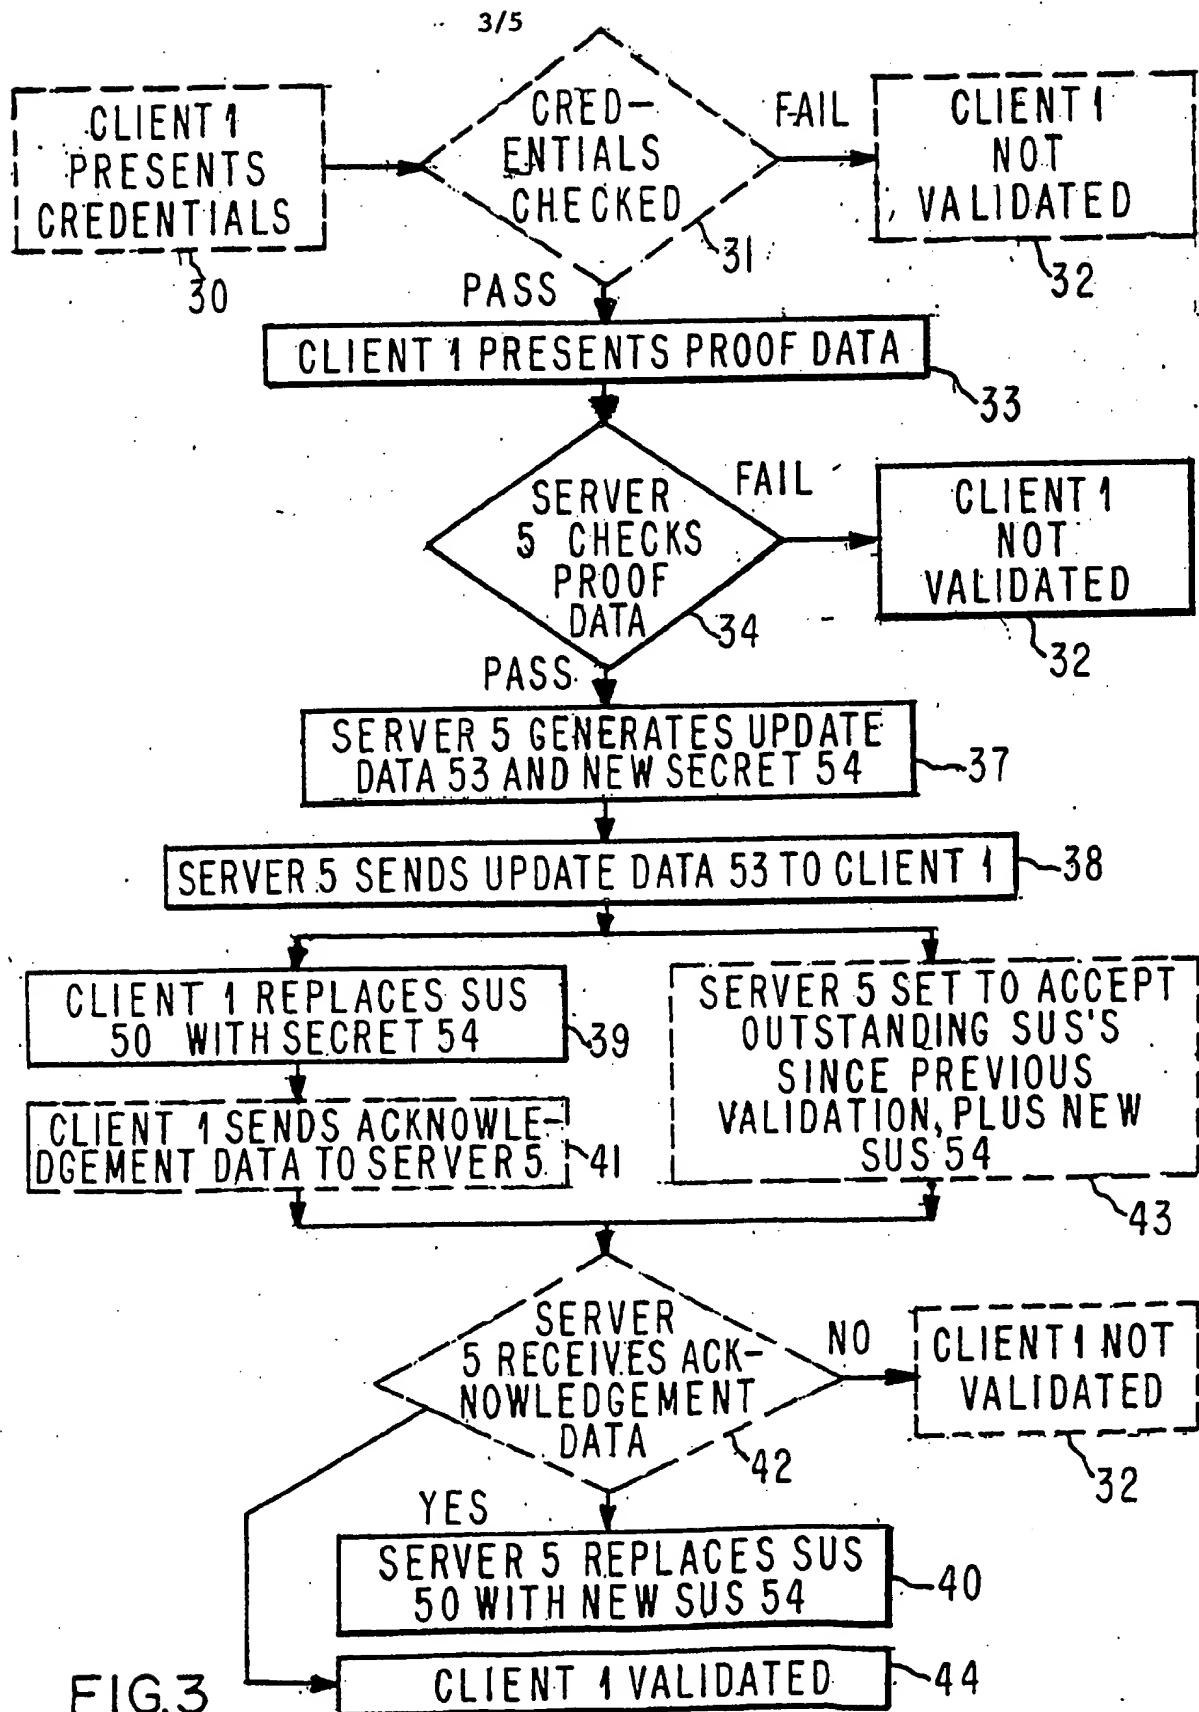 3/5
CLIENT 1
PRESENTS
CREDENTIALS
30
CRED-
ENTIALS
CHECKED
31
FAIL
CLIENT 1
NOT
VALIDATED
32
PASS
CLIENT 1 PRESENTS PROOF DATA
33
SERVER
5 CHECKS
PROOF
DATA
34
FAIL
CLIENT 1
NOT
VALIDATED
32
PASS
SERVER 5 GENERATES UPDATE
DATA 53 AND NEW SECRET 54
37
SERVER 5 SENDS UPDATE DATA 53 TO CLIENT 1
38
CLIENT 1 REPLACES SUS
50 WITH SECRET 54
39
CLIENT 1 SENDS ACKNOWLE-
DGEMENT DATA TO SERVER 5
41
SERVER 5 SET TO ACCEPT
OUTSTANDING SUS'S
SINCE PREVIOUS
VALIDATION, PLUS NEW
SUS 54
43
SERVER
5 RECEIVES ACK-
NOWLEDGEMENT
DATA
42
NO
CLIENT 1 NOT
VALIDATED
32
YES
SERVER 5 REPLACES SUS
50 WITH NEW SUS 54
40
CLIENT 1 VALIDATED
44
FIG.3